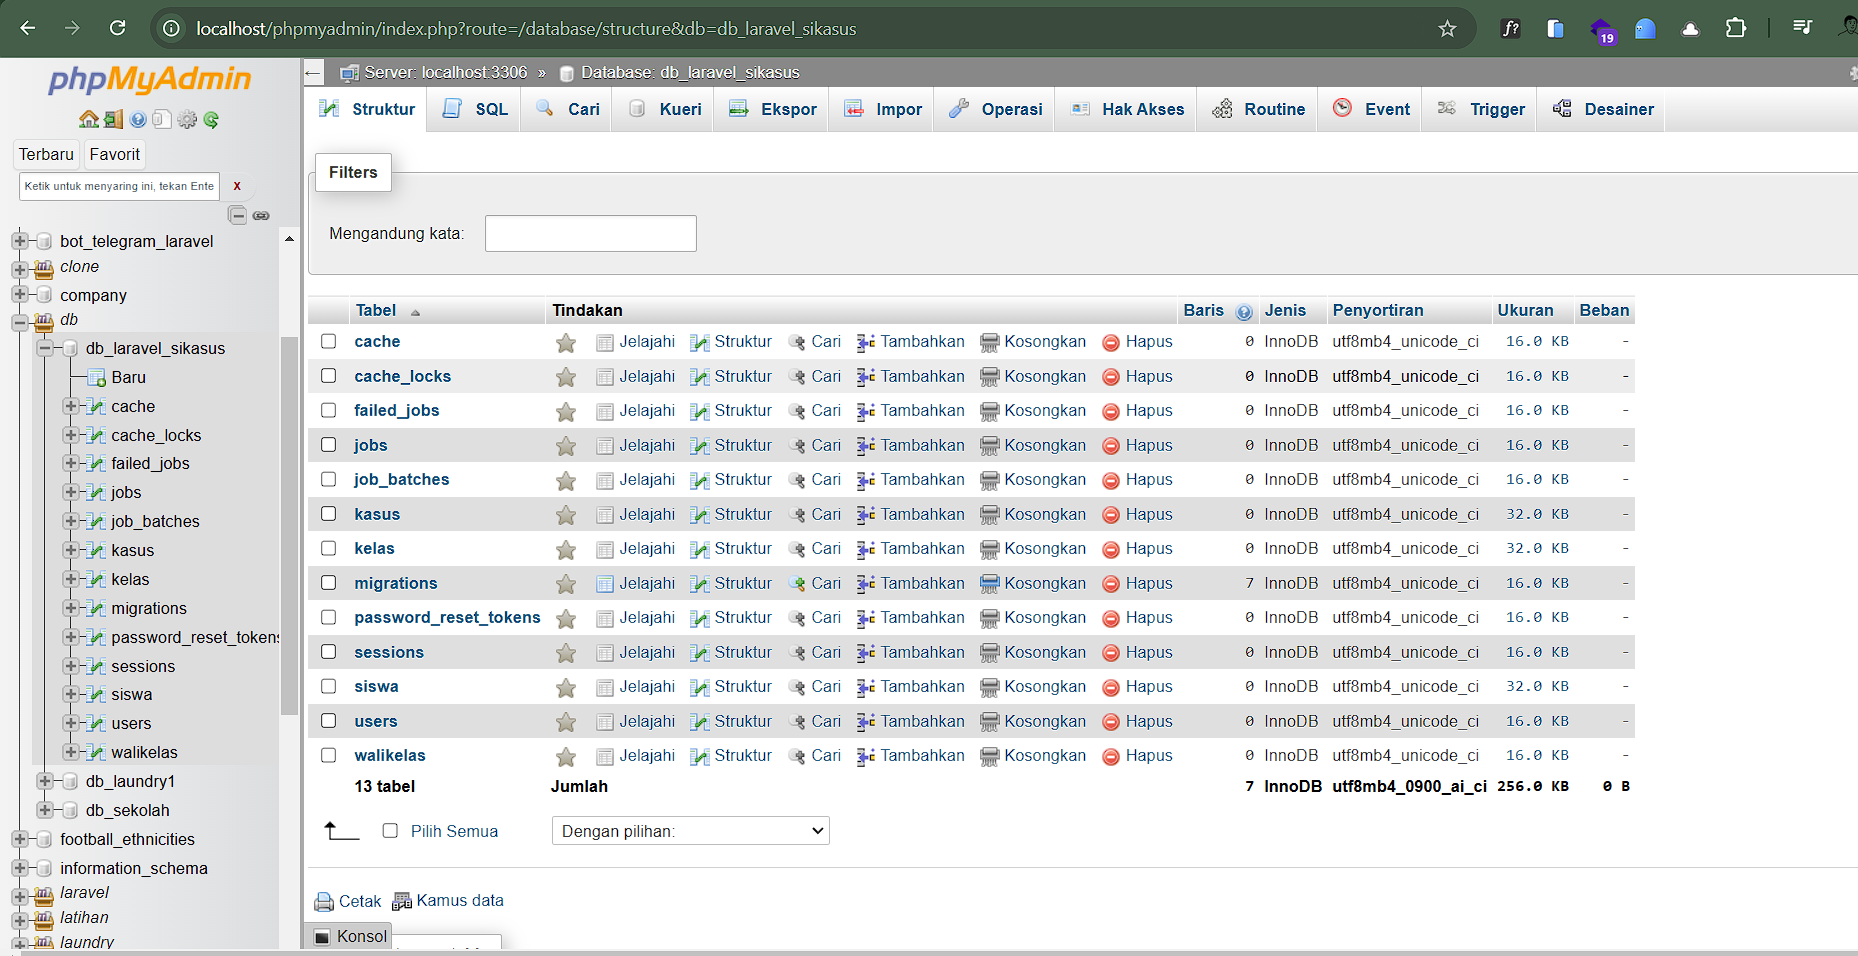 localhost/phpmyadmin/index.php?route=/database/structure&db=db_laravel_sikasus
19
phpMyAdmin
Terbaru Favorit
Ketik untuk menyaring ini, tekan Ente X
bot_telegram_laravel
clone
company
db
db_laravel_sikasus
Baru
cache
cache_locks
failed_jobs
jobs
job_batches
kasus
kelas
migrations
password_reset_tokens
sessions
siswa
users
walikelas
db_laundry1
db_sekolah
football_ethnicities
information_schema
laravel
latihan
laundry
Server: localhost:3306 » Database: db_laravel_sikasus
Struktur SQL Cari Kueri Ekspor Impor Operasi Hak Akses Routine Event Trigger Desainer
Filters
Mengandung kata:
Tabel Tindakan Baris Jenis Penyortiran Ukuran Beban
cache Jelajahi Struktur Cari Tambahkan Kosongkan Hapus 0 InnoDB utf8mb4_unicode_ci 16.0 KB -
cache_locks Jelajahi Struktur Cari Tambahkan Kosongkan Hapus 0 InnoDB utf8mb4_unicode_ci 16.0 KB -
failed_jobs Jelajahi Struktur Cari Tambahkan Kosongkan Hapus 0 InnoDB utf8mb4_unicode_ci 16.0 KB -
jobs Jelajahi Struktur Cari Tambahkan Kosongkan Hapus 0 InnoDB utf8mb4_unicode_ci 16.0 KB -
job_batches Jelajahi Struktur Cari Tambahkan Kosongkan Hapus 0 InnoDB utf8mb4_unicode_ci 16.0 KB -
kasus Jelajahi Struktur Cari Tambahkan Kosongkan Hapus 0 InnoDB utf8mb4_unicode_ci 32.0 KB -
kelas Jelajahi Struktur Cari Tambahkan Kosongkan Hapus 0 InnoDB utf8mb4_unicode_ci 32.0 KB -
migrations Jelajahi Struktur Cari Tambahkan Kosongkan Hapus 7 InnoDB utf8mb4_unicode_ci 16.0 KB -
password_reset_tokens Jelajahi Struktur Cari Tambahkan Kosongkan Hapus 0 InnoDB utf8mb4_unicode_ci 16.0 KB -
sessions Jelajahi Struktur Cari Tambahkan Kosongkan Hapus 0 InnoDB utf8mb4_unicode_ci 16.0 KB -
siswa Jelajahi Struktur Cari Tambahkan Kosongkan Hapus 0 InnoDB utf8mb4_unicode_ci 32.0 KB -
users Jelajahi Struktur Cari Tambahkan Kosongkan Hapus 0 InnoDB utf8mb4_unicode_ci 16.0 KB -
walikelas Jelajahi Struktur Cari Tambahkan Kosongkan Hapus 0 InnoDB utf8mb4_unicode_ci 16.0 KB -
13 tabel Jumlah 7 InnoDB utf8mb4_0900_ai_ci 256.0 KB 0 B
Pilih Semua Dengan pilihan:
Cetak Kamus data
Konsol